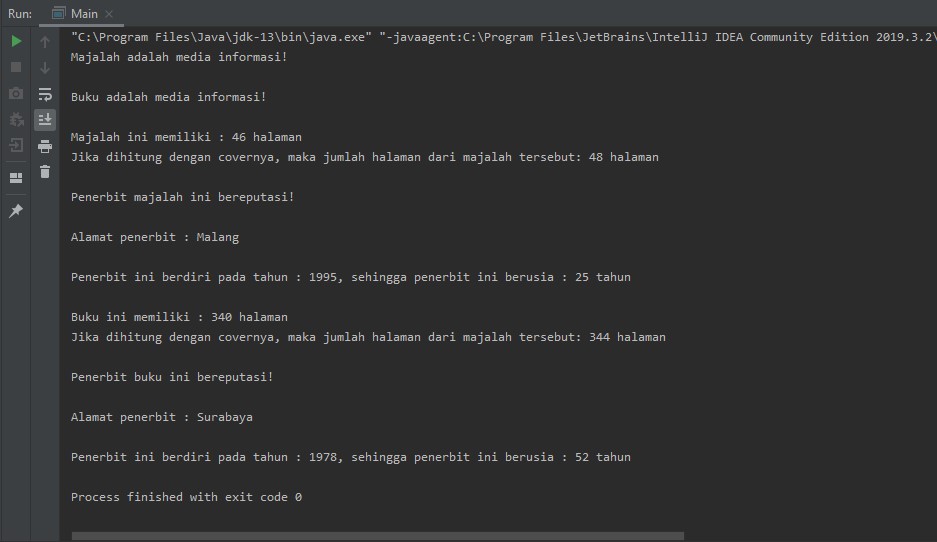 Run: Main
"C:\Program Files\Java\jdk-13\bin\java.exe" "-javaagent:C:\Program Files\JetBrains\IntelliJ IDEA Community Edition 2019.3.2\
Majalah adalah media informasi!
Buku adalah media informasi!
Majalah ini memiliki : 46 halaman
Jika dihitung dengan covernya, maka jumlah halaman dari majalah tersebut: 48 halaman
Penerbit majalah ini bereputasi!
Alamat penerbit : Malang
Penerbit ini berdiri pada tahun : 1995, sehingga penerbit ini berusia : 25 tahun
Buku ini memiliki : 340 halaman
Jika dihitung dengan covernya, maka jumlah halaman dari majalah tersebut: 344 halaman
Penerbit buku ini bereputasi!
Alamat penerbit : Surabaya
Penerbit ini berdiri pada tahun : 1978, sehingga penerbit ini berusia : 52 tahun
Process finished with exit code 0